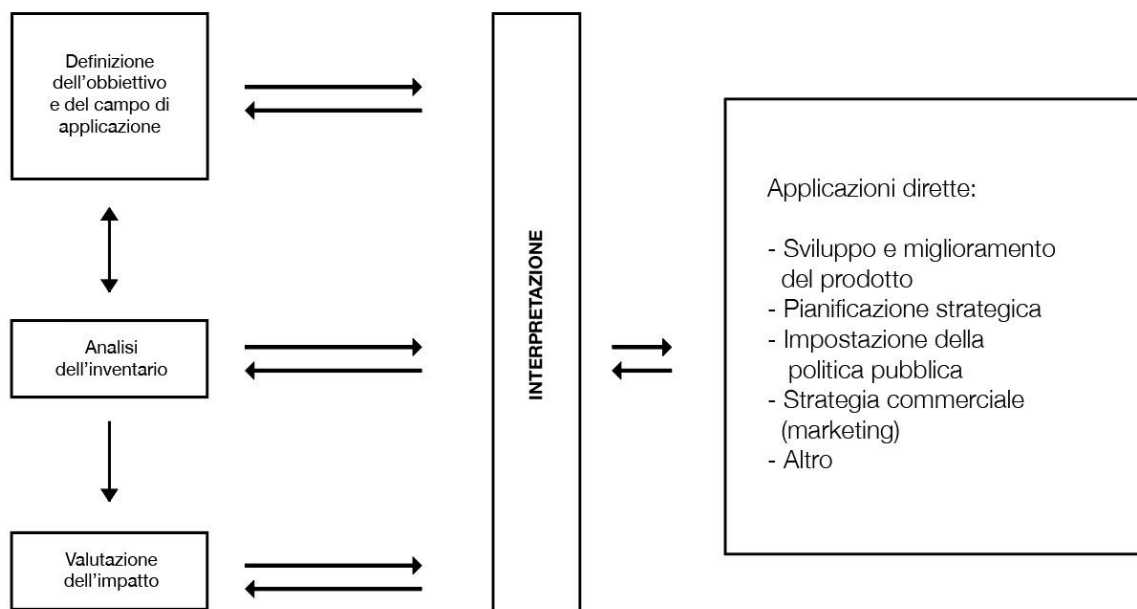 Definizione
dell'obbiettivo
e del campo di
applicazione
Analisi
dell'inventario
Valutazione
dell'impatto
INTERPRETAZIONE
Applicazioni dirette:
- Sviluppo e miglioramento
del prodotto
- Pianificazione strategica
- Impostazione della
politica pubblica
- Strategia commerciale
(marketing)
- Altro